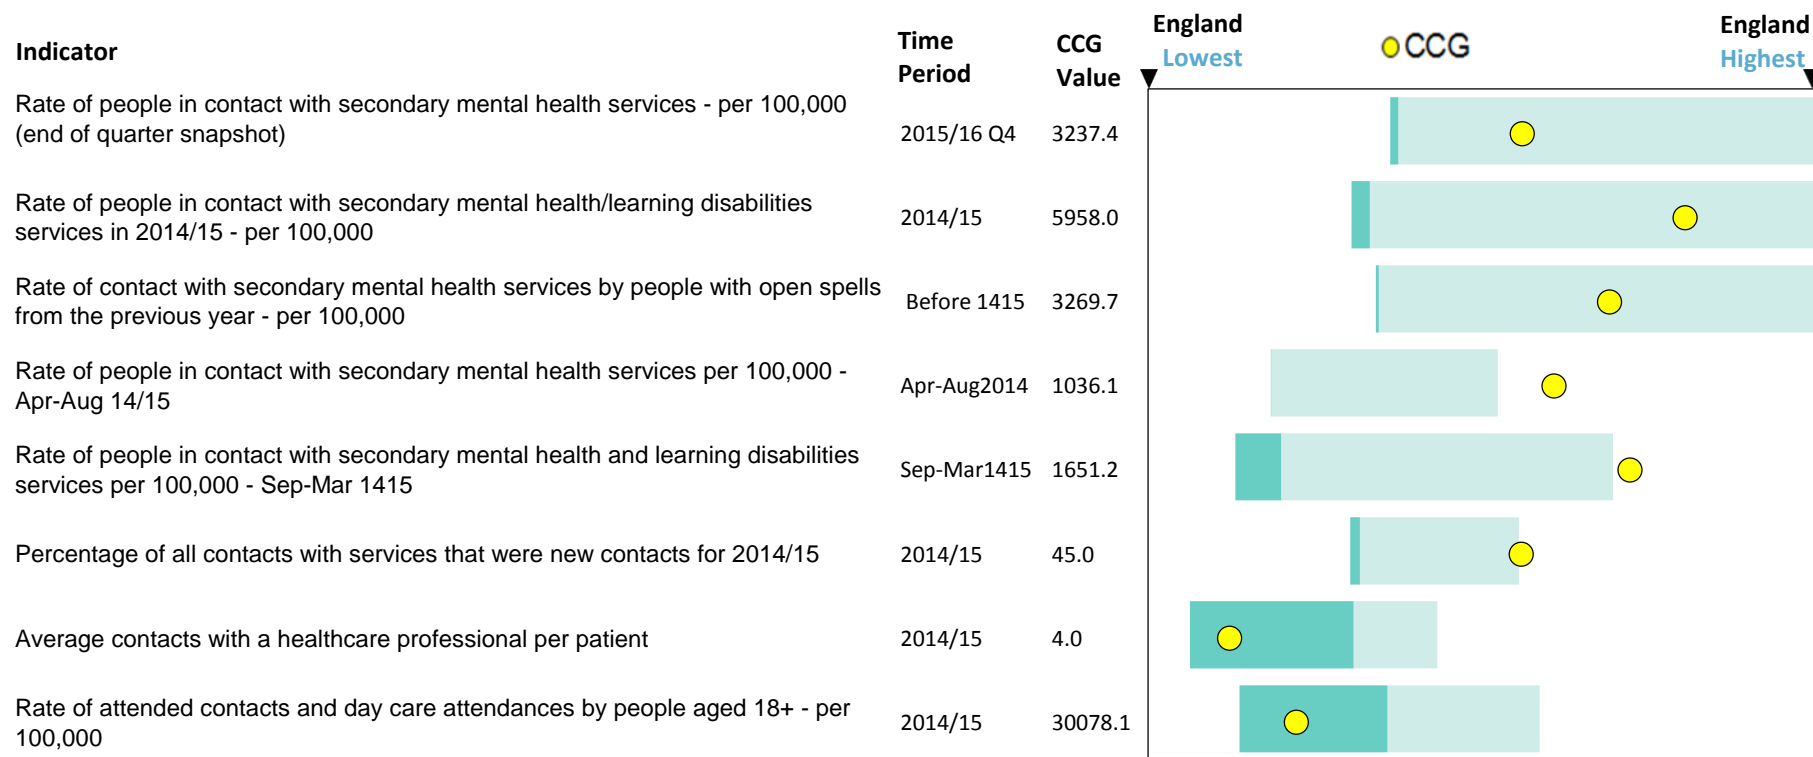 Indicator
Time
Period
CCG
Value
England
Lowest
CCG
England
Highest
Rate of people in contact with secondary mental health services - per 100,000
(end of quarter snapshot)
2015/16 Q4
3237.4
Rate of people in contact with secondary mental health/learning disabilities
services in 2014/15 - per 100,000
2014/15
5958.0
Rate of contact with secondary mental health services by people with open spells
from the previous year - per 100,000
Before 1415
3269.7
Rate of people in contact with secondary mental health services per 100,000 -
Apr-Aug 14/15
Apr-Aug2014
1036.1
Rate of people in contact with secondary mental health and learning disabilities
services per 100,000 - Sep-Mar 1415
Sep-Mar1415
1651.2
Percentage of all contacts with services that were new contacts for 2014/15
2014/15
45.0
Average contacts with a healthcare professional per patient
2014/15
4.0
Rate of attended contacts and day care attendances by people aged 18+ - per
100,000
2014/15
30078.1